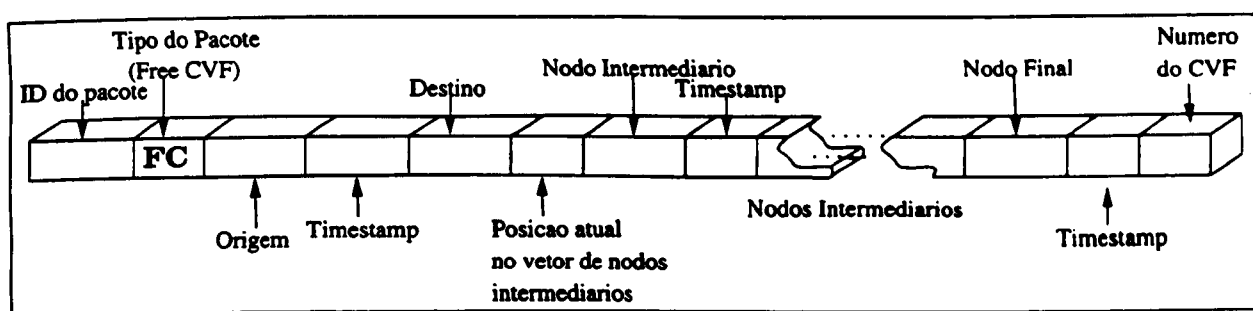 Tipo do Pacote
(Free CVF)
ID do pacote
Destino
Nodo Intermediario
Timestamp
Nodo Final
Numero
do CVF
FC
Origem
Timestamp
Posicao atual
no vetor de nodos
intermediarios
Nodos Intermediarios
Timestamp